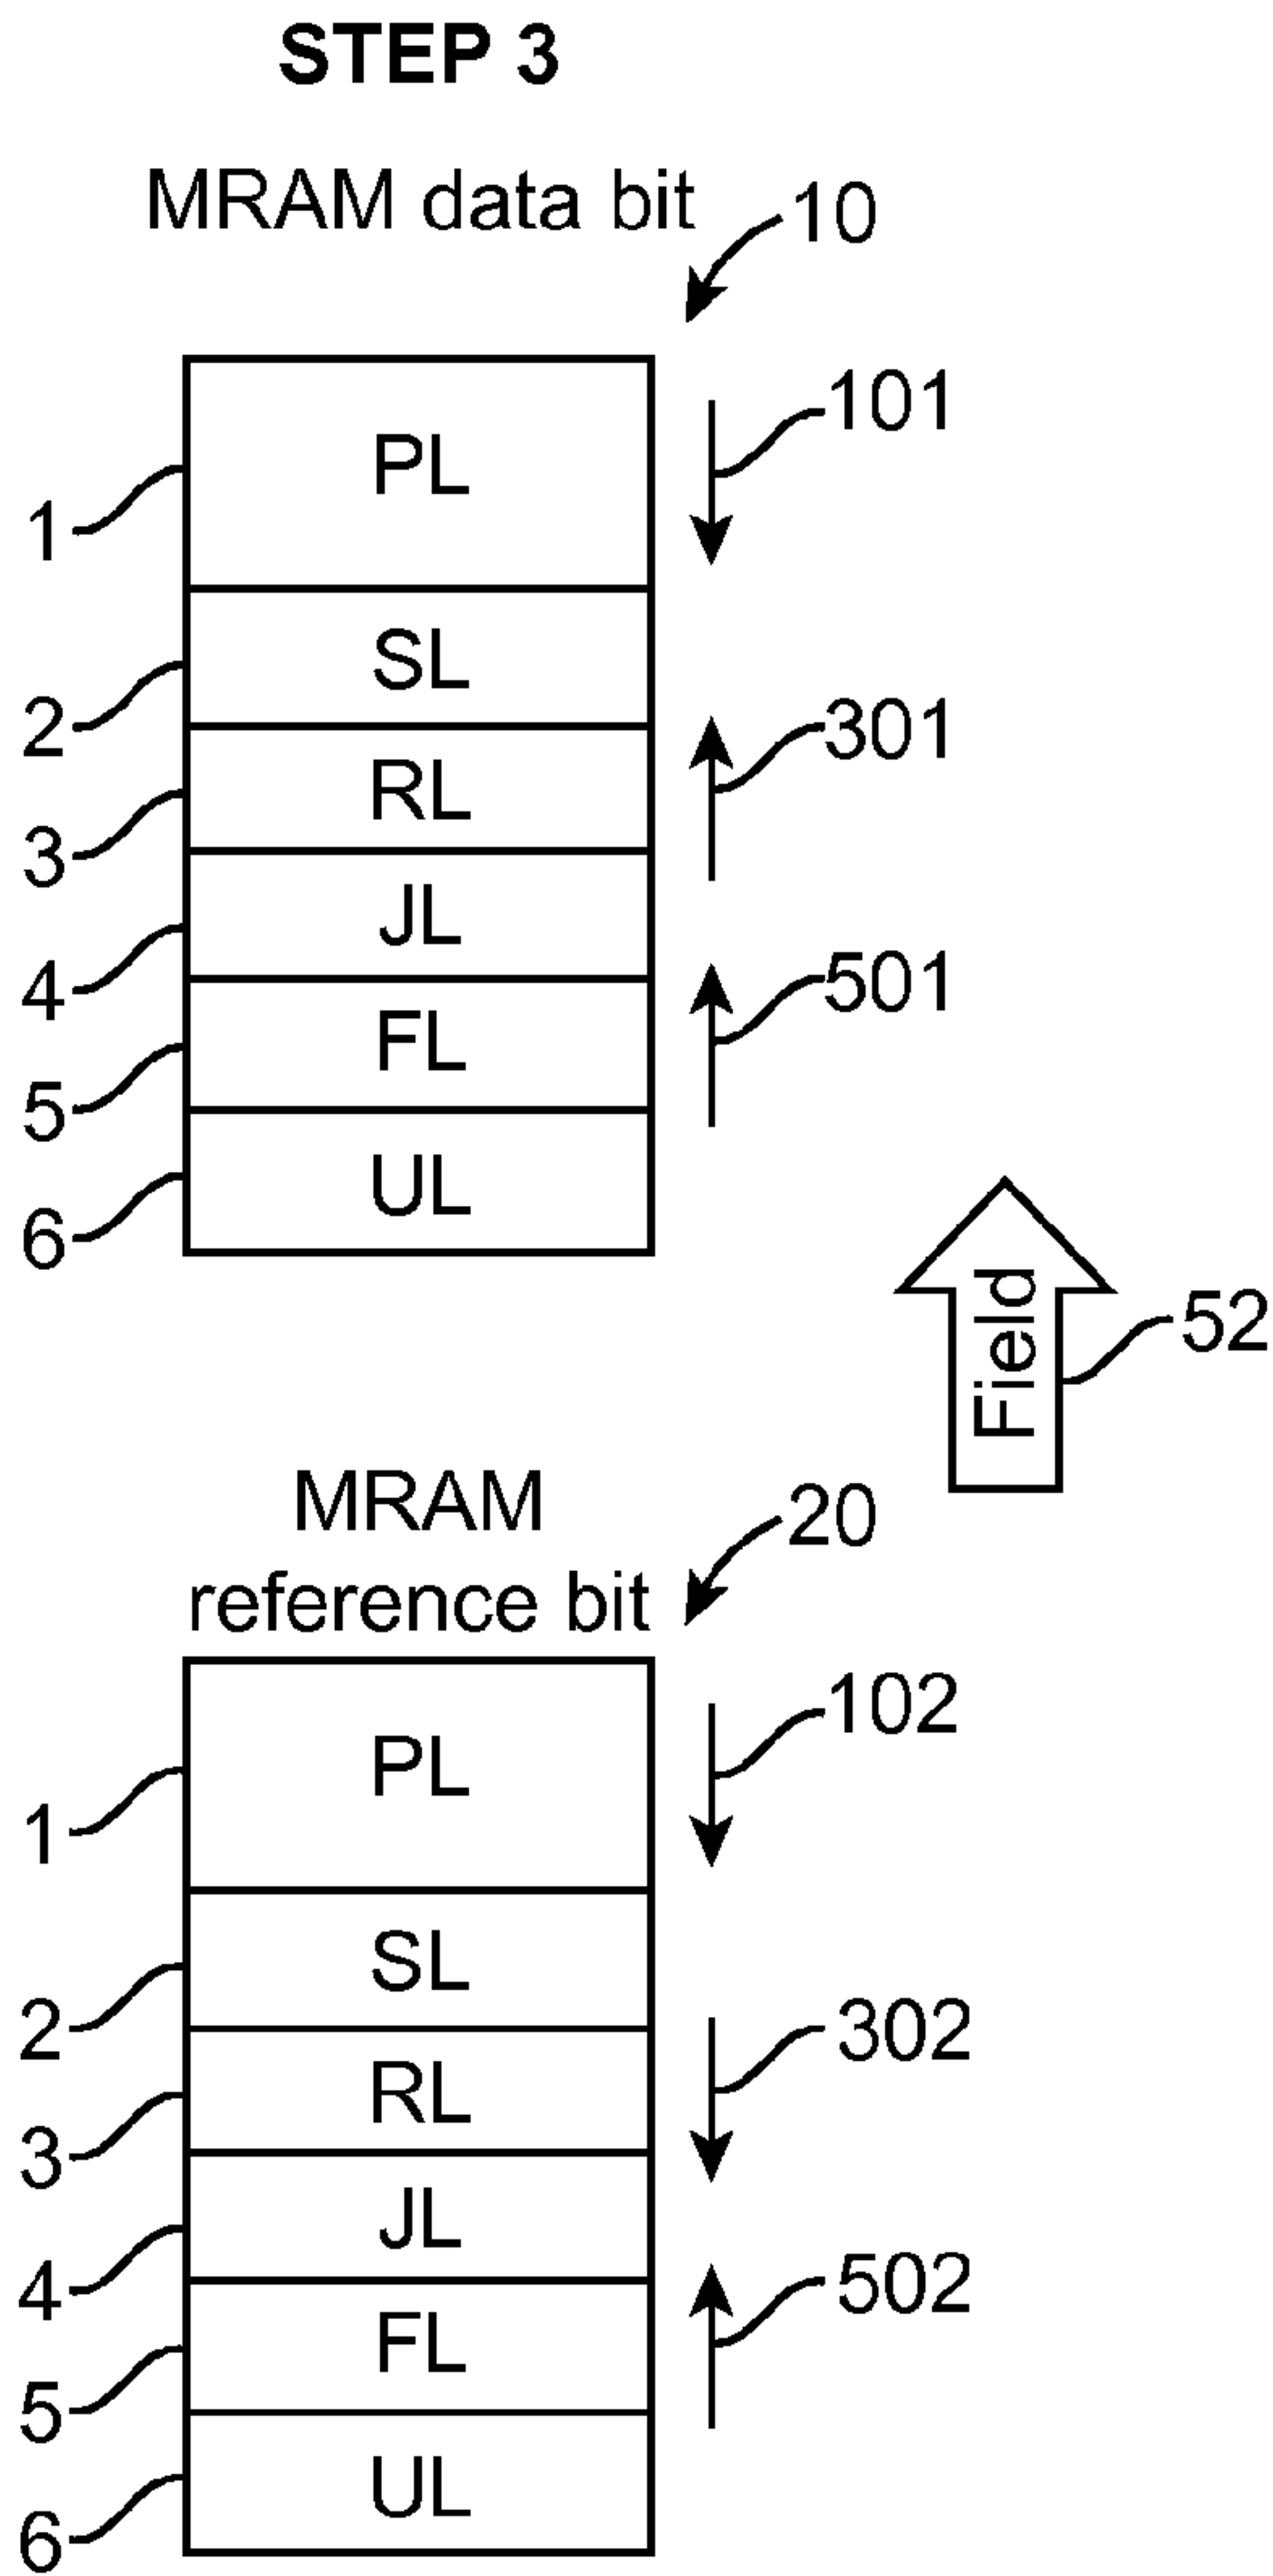 STEP 3
MRAM data bit
10
PL
101
1
SL
2
301
RL
3
JL
4
501
FL
5
UL
6
Field
52
MRAM
20
reference bit
102
PL
1
SL
2
302
RL
3
JL
4
502
FL
5
UL
6